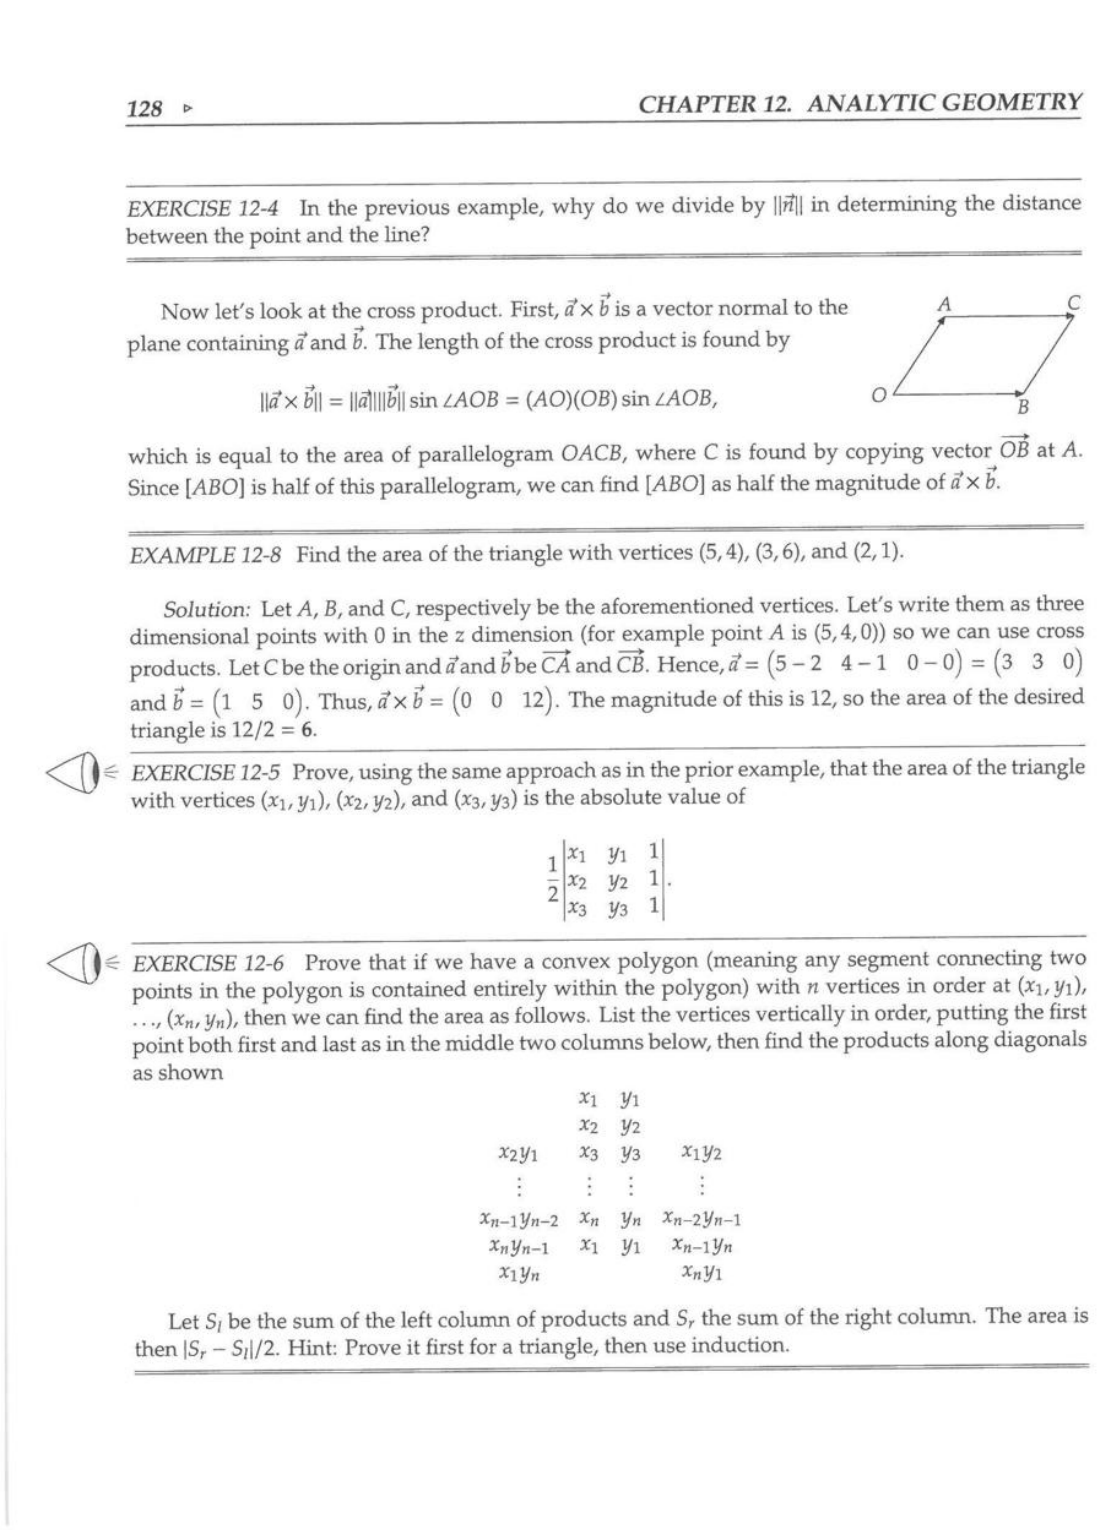 128 ▷ CHAPTER 12. ANALYTIC GEOMETRY
EXERCISE 12-4 In the previous example, why do we divide by ||n⃗|| in determining the distance
between the point and the line?
Now let's look at the cross product. First, a⃗ × b⃗ is a vector normal to the
plane containing a⃗ and b⃗. The length of the cross product is found by
||a⃗ × b⃗|| = ||a⃗||||b⃗|| sin ∠AOB = (AO)(OB) sin ∠AOB,
A C
O B
which is equal to the area of parallelogram OACB, where C is found by copying vector O⃗B⃗ at A.
Since [ABO] is half of this parallelogram, we can find [ABO] as half the magnitude of a⃗ × b⃗.
EXAMPLE 12-8 Find the area of the triangle with vertices (5, 4), (3, 6), and (2, 1).
Solution: Let A, B, and C, respectively be the aforementioned vertices. Let's write them as three
dimensional points with 0 in the z dimension (for example point A is (5, 4, 0)) so we can use cross
products. Let C be the origin and a⃗ and b⃗ be C⃗A⃗ and C⃗B⃗. Hence, a⃗ = (5 − 2 4 − 1 0 − 0) = (3 3 0)
and b⃗ = (1 5 0). Thus, a⃗ × b⃗ = (0 0 12). The magnitude of this is 12, so the area of the desired
triangle is 12/2 = 6.
EXERCISE 12-5 Prove, using the same approach as in the prior example, that the area of the triangle
with vertices (x₁, y₁), (x₂, y₂), and (x₃, y₃) is the absolute value of
1 |x₁ y₁ 1|
2 |x₂ y₂ 1|.
|x₃ y₃ 1|
EXERCISE 12-6 Prove that if we have a convex polygon (meaning any segment connecting two
points in the polygon is contained entirely within the polygon) with n vertices in order at (x₁, y₁),
..., (xₙ, yₙ), then we can find the area as follows. List the vertices vertically in order, putting the first
point both first and last as in the middle two columns below, then find the products along diagonals
as shown
x₁ y₁
x₂ y₂
x₂y₁ x₃ y₃ x₁y₂
⋮ ⋮ ⋮ ⋮
xₙ₋₁yₙ₋₂ xₙ yₙ xₙ₋₂yₙ₋₁
xₙyₙ₋₁ x₁ y₁ xₙ₋₁yₙ
x₁yₙ xₙy₁
Let Sₗ be the sum of the left column of products and Sᵣ the sum of the right column. The area is
then |Sᵣ − Sₗ|/2. Hint: Prove it first for a triangle, then use induction.